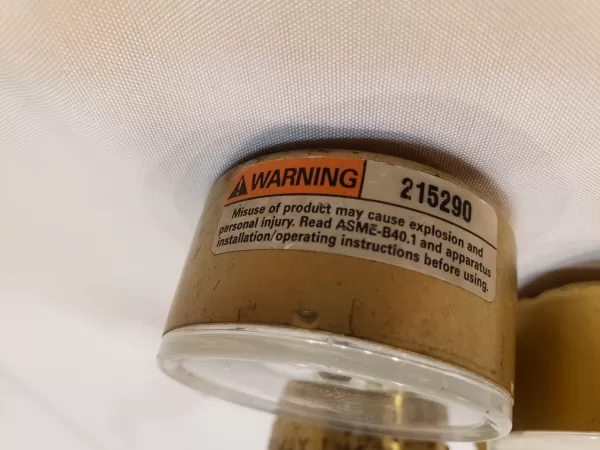 WARNING
215290
Misuse of product may cause explosion and
personal injury. Read ASME-B40.1 and apparatus
installation/operating instructions before using.